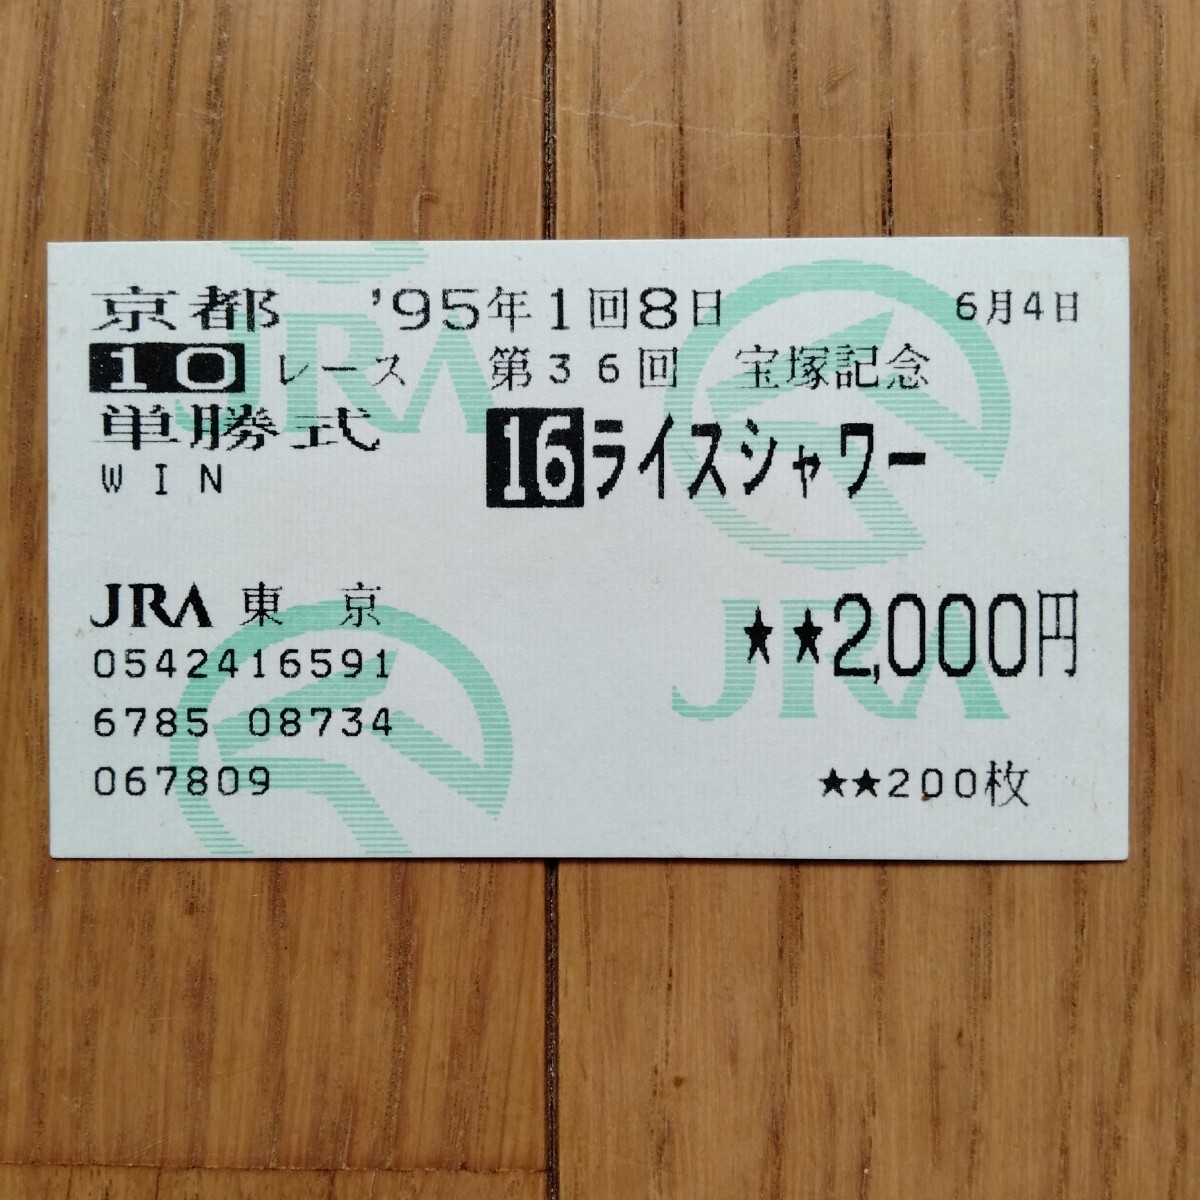 京都 '95年1回8日 6月4日
10 レース 第36回 宝塚記念
単勝式 16 ライスシャワー
WIN
JRA 東 京 ★★2,000円
0542416591
6785 08734
067809 ★★200枚
JRA
JRA